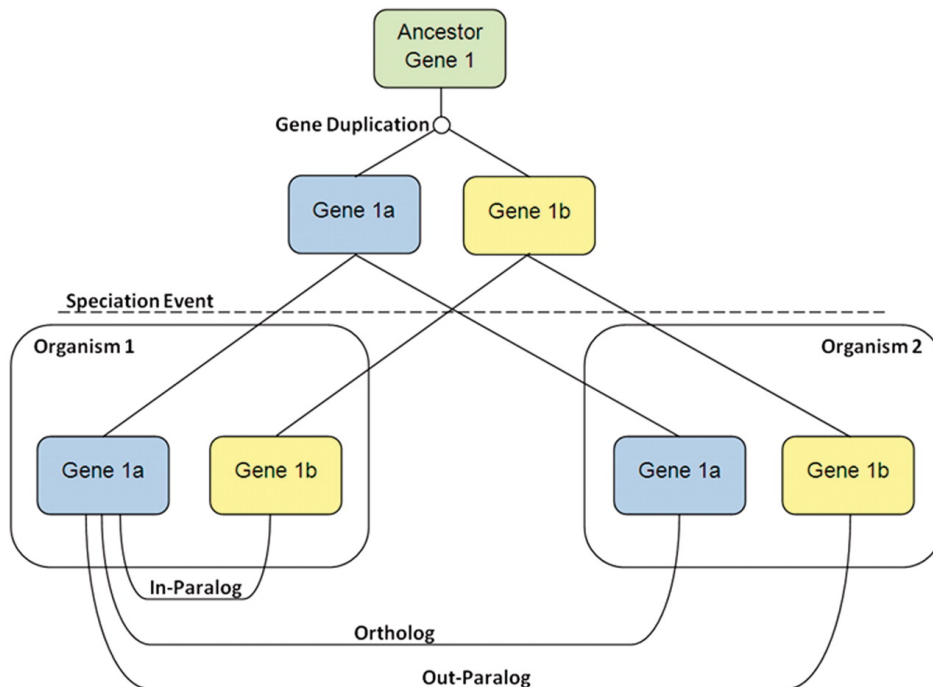 Ancestor
Gene 1
Gene Duplication
Gene 1a
Gene 1b
Speciation Event
Organism 1
Organism 2
Gene 1a
Gene 1b
Gene 1a
Gene 1b
In-Paralog
Ortholog
Out-Paralog